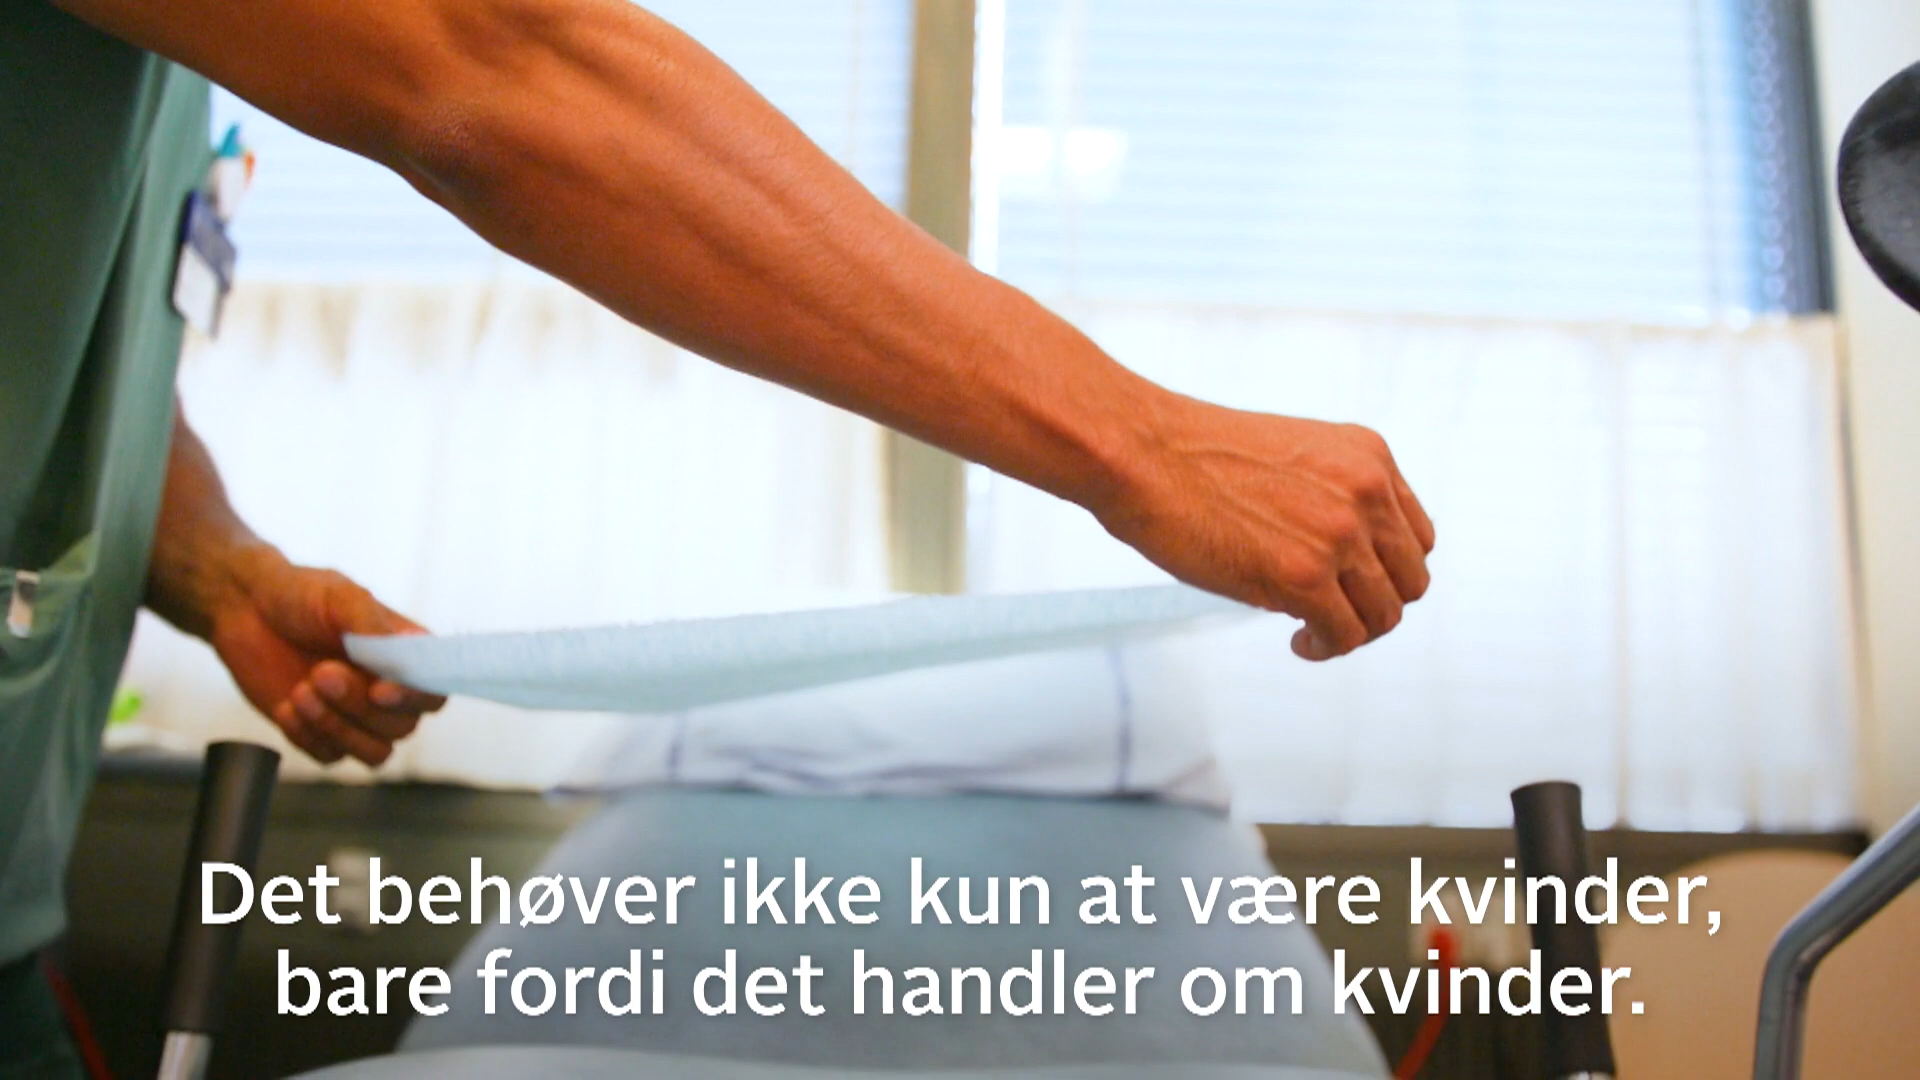 Det behøver ikke kun at være kvinder,
bare fordi det handler om kvinder.